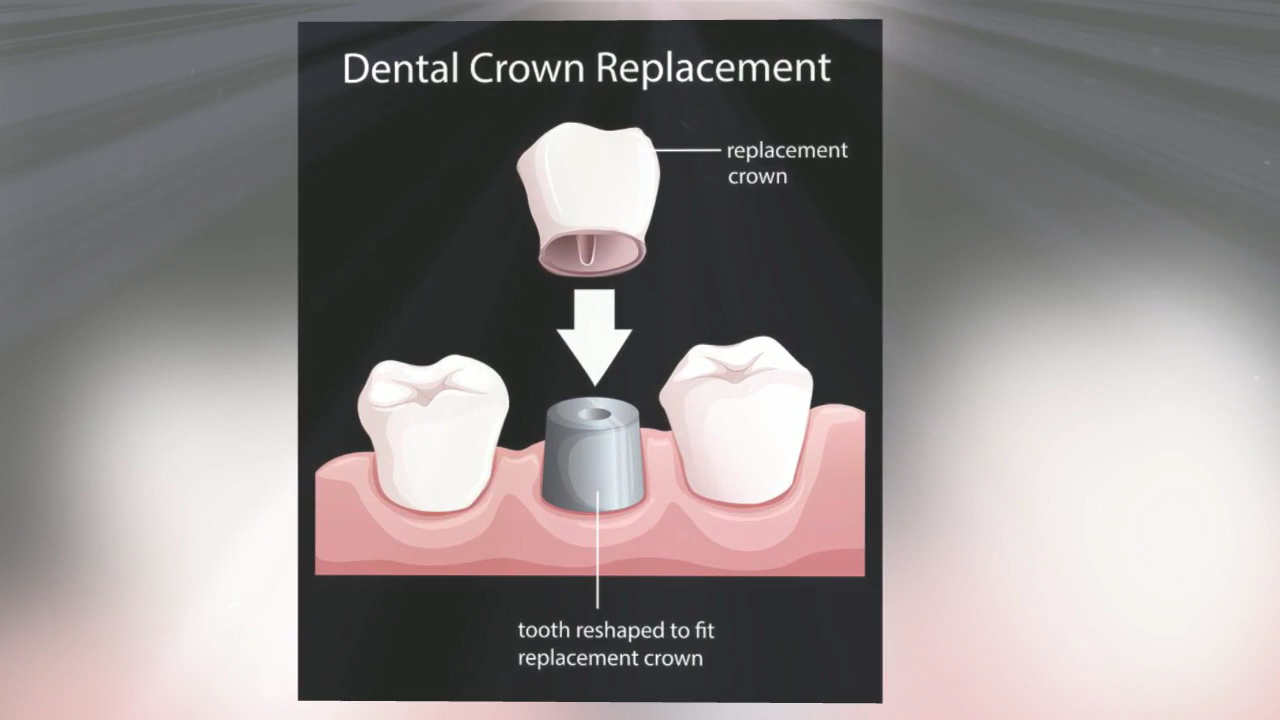 Dental Crown Replacement
replacement
crown
tooth reshaped to fit
replacement crown